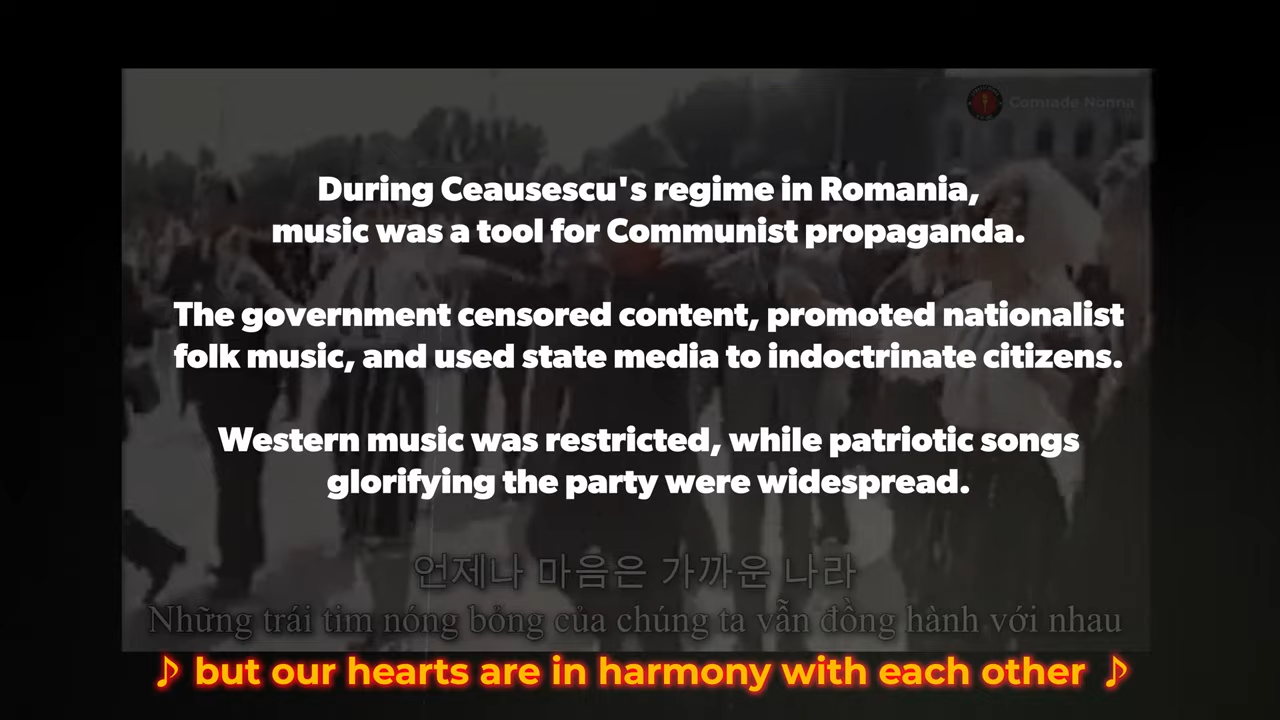 Comrade Nonna
During Ceausescu's regime in Romania,
music was a tool for Communist propaganda.
The government censored content, promoted nationalist
folk music, and used state media to indoctrinate citizens.
Western music was restricted, while patriotic songs
glorifying the party were widespread.
언제나 마음은 가까운 나라
Những trái tim nóng bỏng của chúng ta vẫn đồng hành với nhau
♪ but our hearts are in harmony with each other ♪